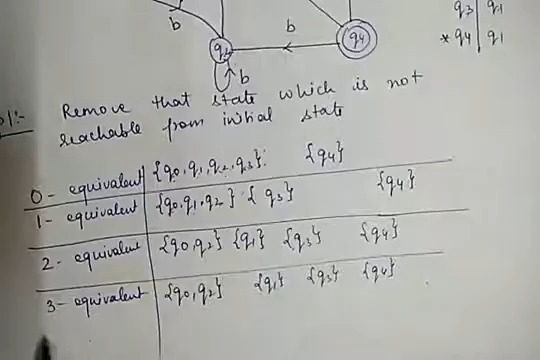 b
b
q3 q1
q4
*q4 q1
b
Remove that state which is not
reachable from initial state
0 - equivalent {q0, q1, q2, q3} {q4}
1 - equivalent {q0, q1, q2} {q3} {q4}
2 - equivalent {q0, q2} {q1} {q3} {q4}
3 - equivalent {q0, q2} {q1} {q3} {q4}